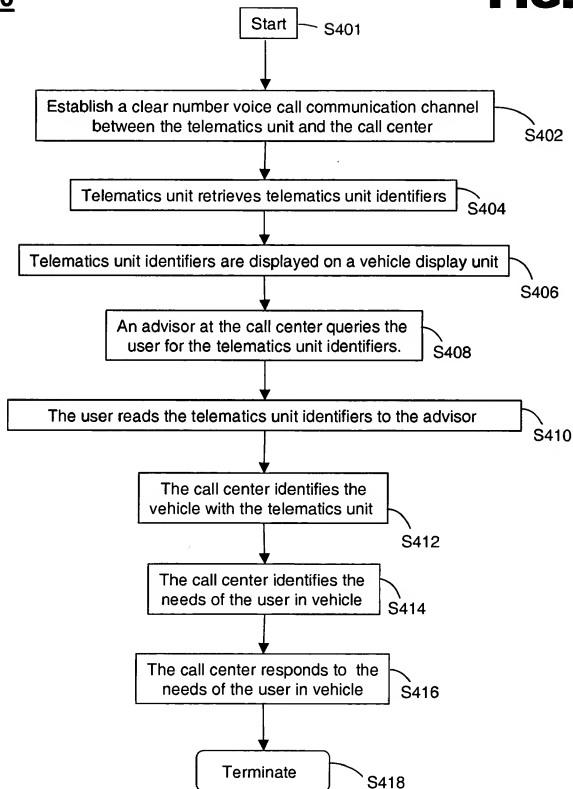 Start
S401
Establish a clear number voice call communication channel
between the telematics unit and the call center
S402
Telematics unit retrieves telematics unit identifiers
S404
Telematics unit identifiers are displayed on a vehicle display unit
S406
An advisor at the call center queries the
user for the telematics unit identifiers.
S408
The user reads the telematics unit identifiers to the advisor
S410
The call center identifies the
vehicle with the telematics unit
S412
The call center identifies the
needs of the user in vehicle
S414
The call center responds to the
needs of the user in vehicle
S416
Terminate
S418